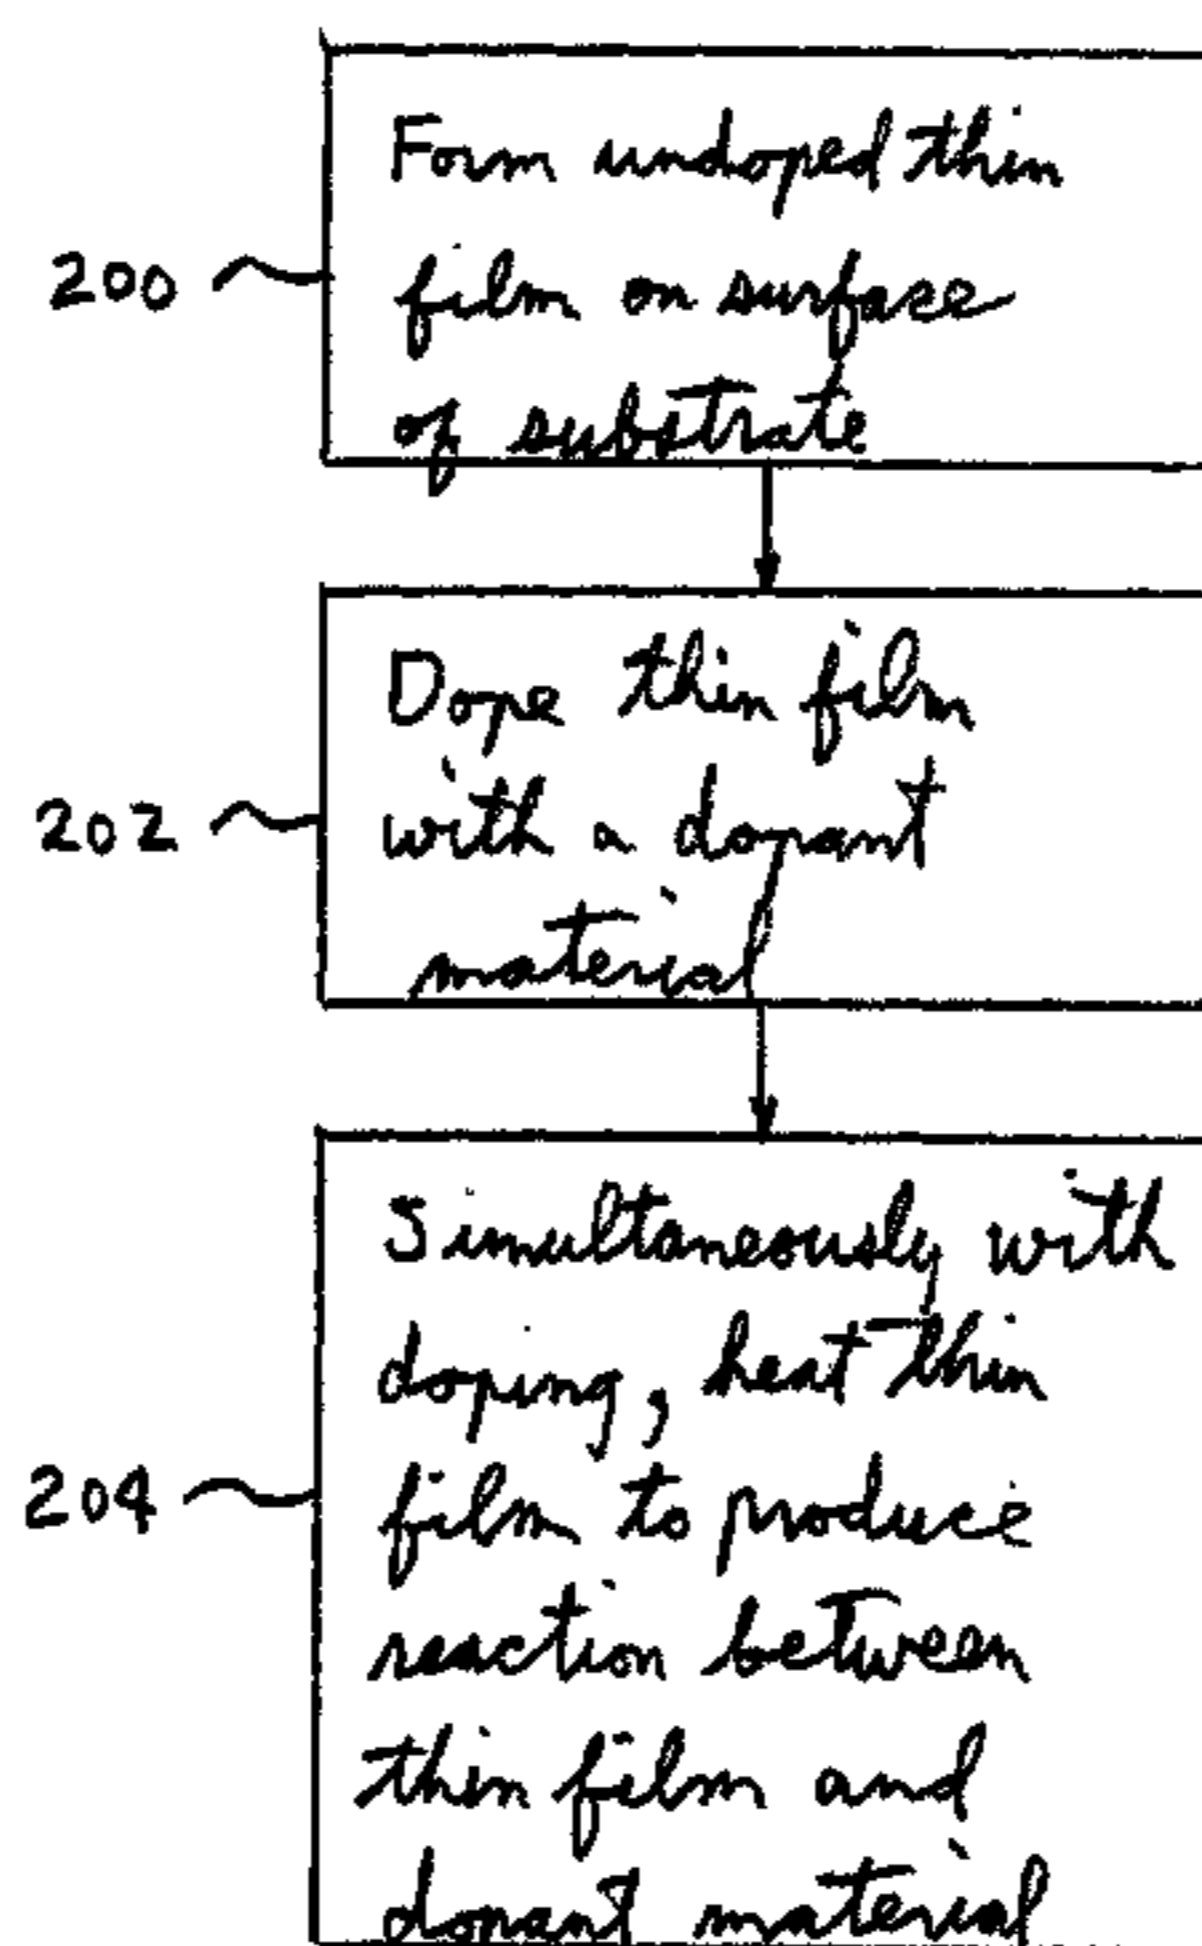 Form undoped thin
200 film on surface
of substrate
Dope thin film
202 with a dopant
material
Simultaneously with
doping, heat thin
204 film to produce
reaction between
thin film and
dopant material